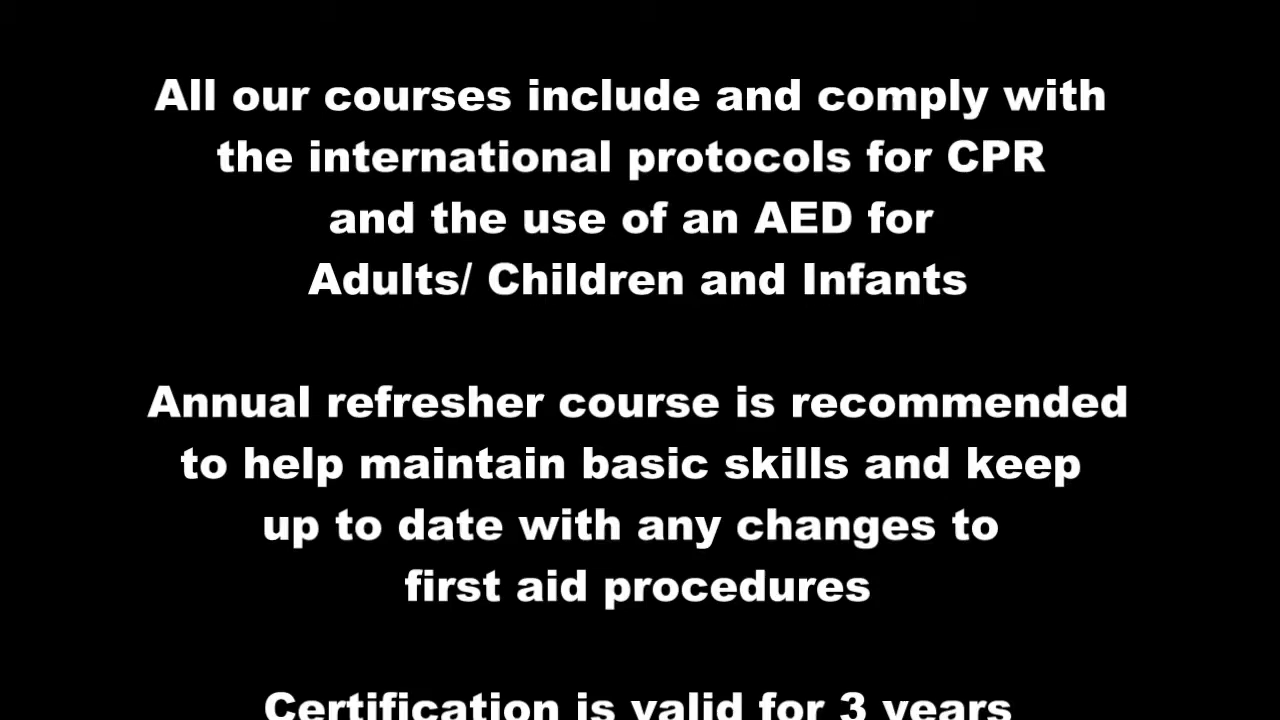 All our courses include and comply with
the international protocols for CPR
and the use of an AED for
Adults/ Children and Infants
Annual refresher course is recommended
to help maintain basic skills and keep
up to date with any changes to
first aid procedures
Certification is valid for 3 years